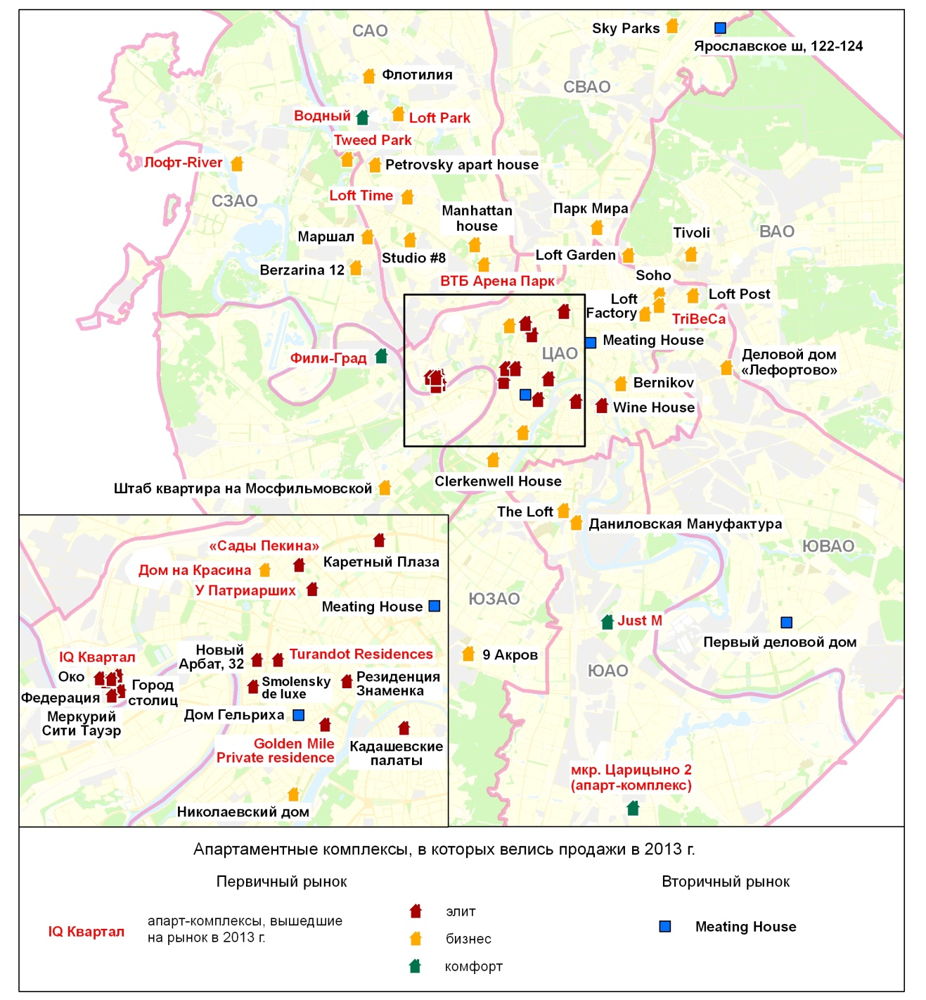 САО
Sky Parks
Ярославское ш, 122-124
Флотилия
СВАО
Водный
Loft Park
Tweed Park
Лофт-River
Petrovsky apart house
Loft Time
СЗАО
Manhattan
house
Парк Мира
Маршал
Tivoli
ВАО
Studio #8
Loft Garden
Berzarina 12
Soho
ВТБ Арена Парк
Loft Post
Loft
Factory
TriBeCa
Meating House
ЦАО
Фили-Град
Деловой дом
«Лефортово»
Bernikov
Wine House
Clerkenwell House
Штаб квартира на Мосфильмовской
The Loft
Даниловская Мануфактура
ЮВАО
«Сады Пекина»
Каретный Плаза
Дом на Красина
У Патриарших
Meating House
ЮЗАО
Just M
Первый деловой дом
9 Акров
ЮАО
Новый
Арбат, 32
Turandot Residences
IQ Квартал
Око
Город
столиц
Федерация
Меркурий
Сити Тауэр
Smolensky
de luxe
Резиденция
Знаменка
Дом Гельриха
Golden Mile
Private residence
Кадашевские
палаты
Николаевский дом
мкр. Царицыно 2
(апарт-комплекс)
Апартаментные комплексы, в которых велись продажи в 2013 г.
Первичный рынок
Вторичный рынок
IQ Квартал
апарт-комплексы, вышедшие
на рынок в 2013 г.
элит
бизнес
комфорт
Meating House